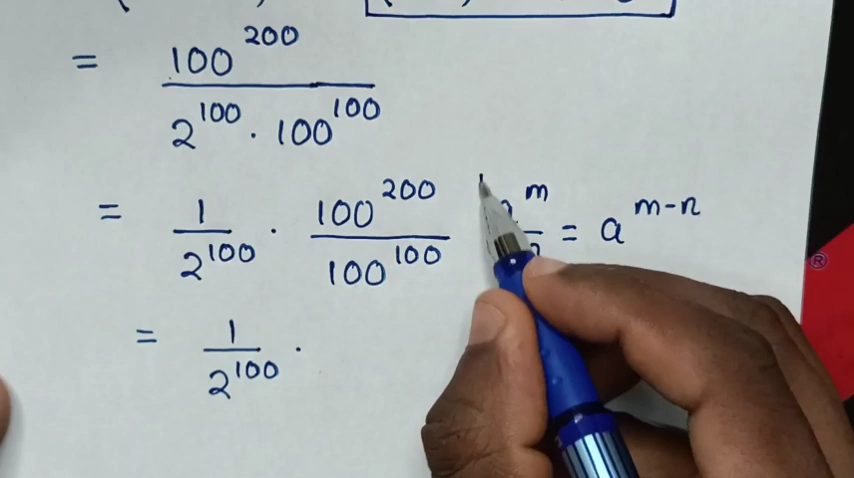 = 100^200 / 2^100 · 100^100
= 1 / 2^100 · 100^200 / 100^100 ^m = a^m-n
= 1 / 2^100 ·
®